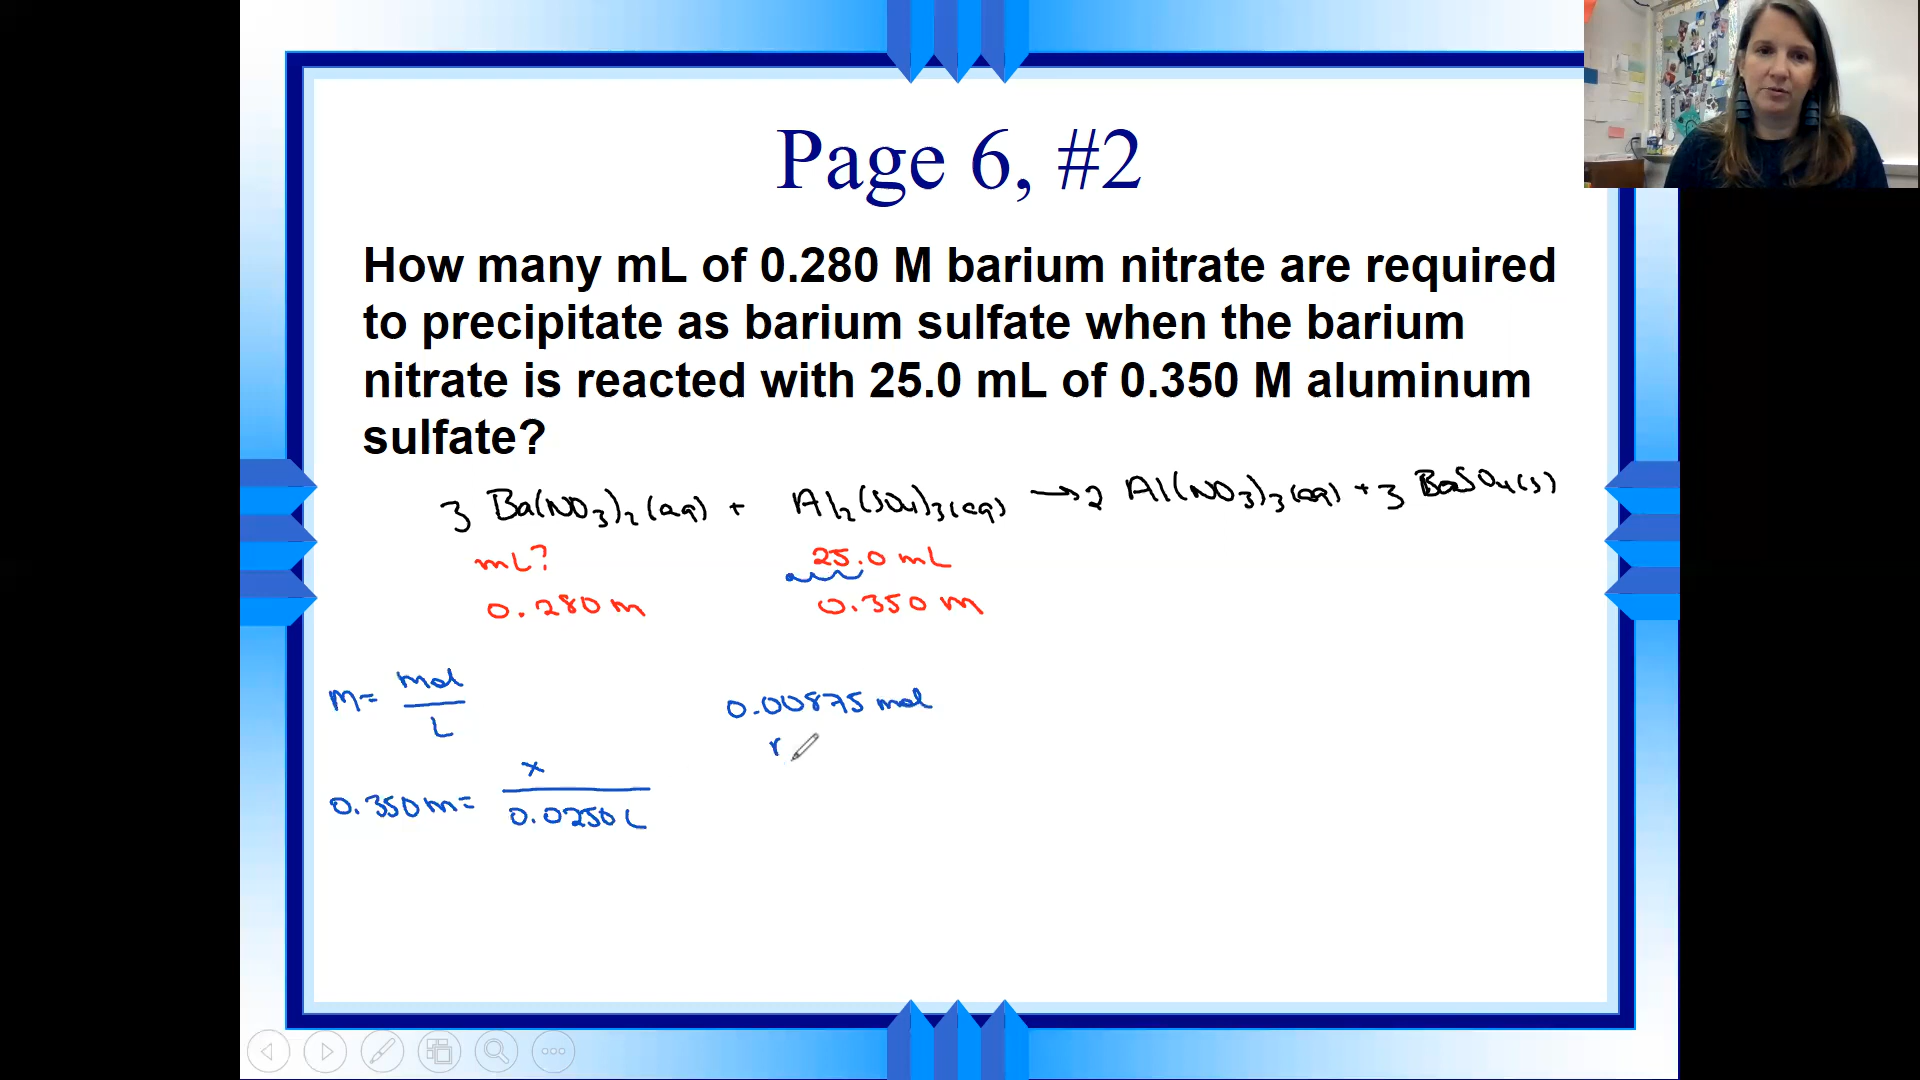 Page 6, #2
How many mL of 0.280 M barium nitrate are required
to precipitate as barium sulfate when the barium
nitrate is reacted with 25.0 mL of 0.350 M aluminum
sulfate?
3 Ba(NO3)2(aq) + Al2(SO4)3(aq) → 2 Al(NO3)3(aq) + 3 BaSO4(s)
mL? 25.0 mL
0.280 M 0.350 M
M = mol
L
0.00875 mol
r
x
0.350 M =
0.0250 L